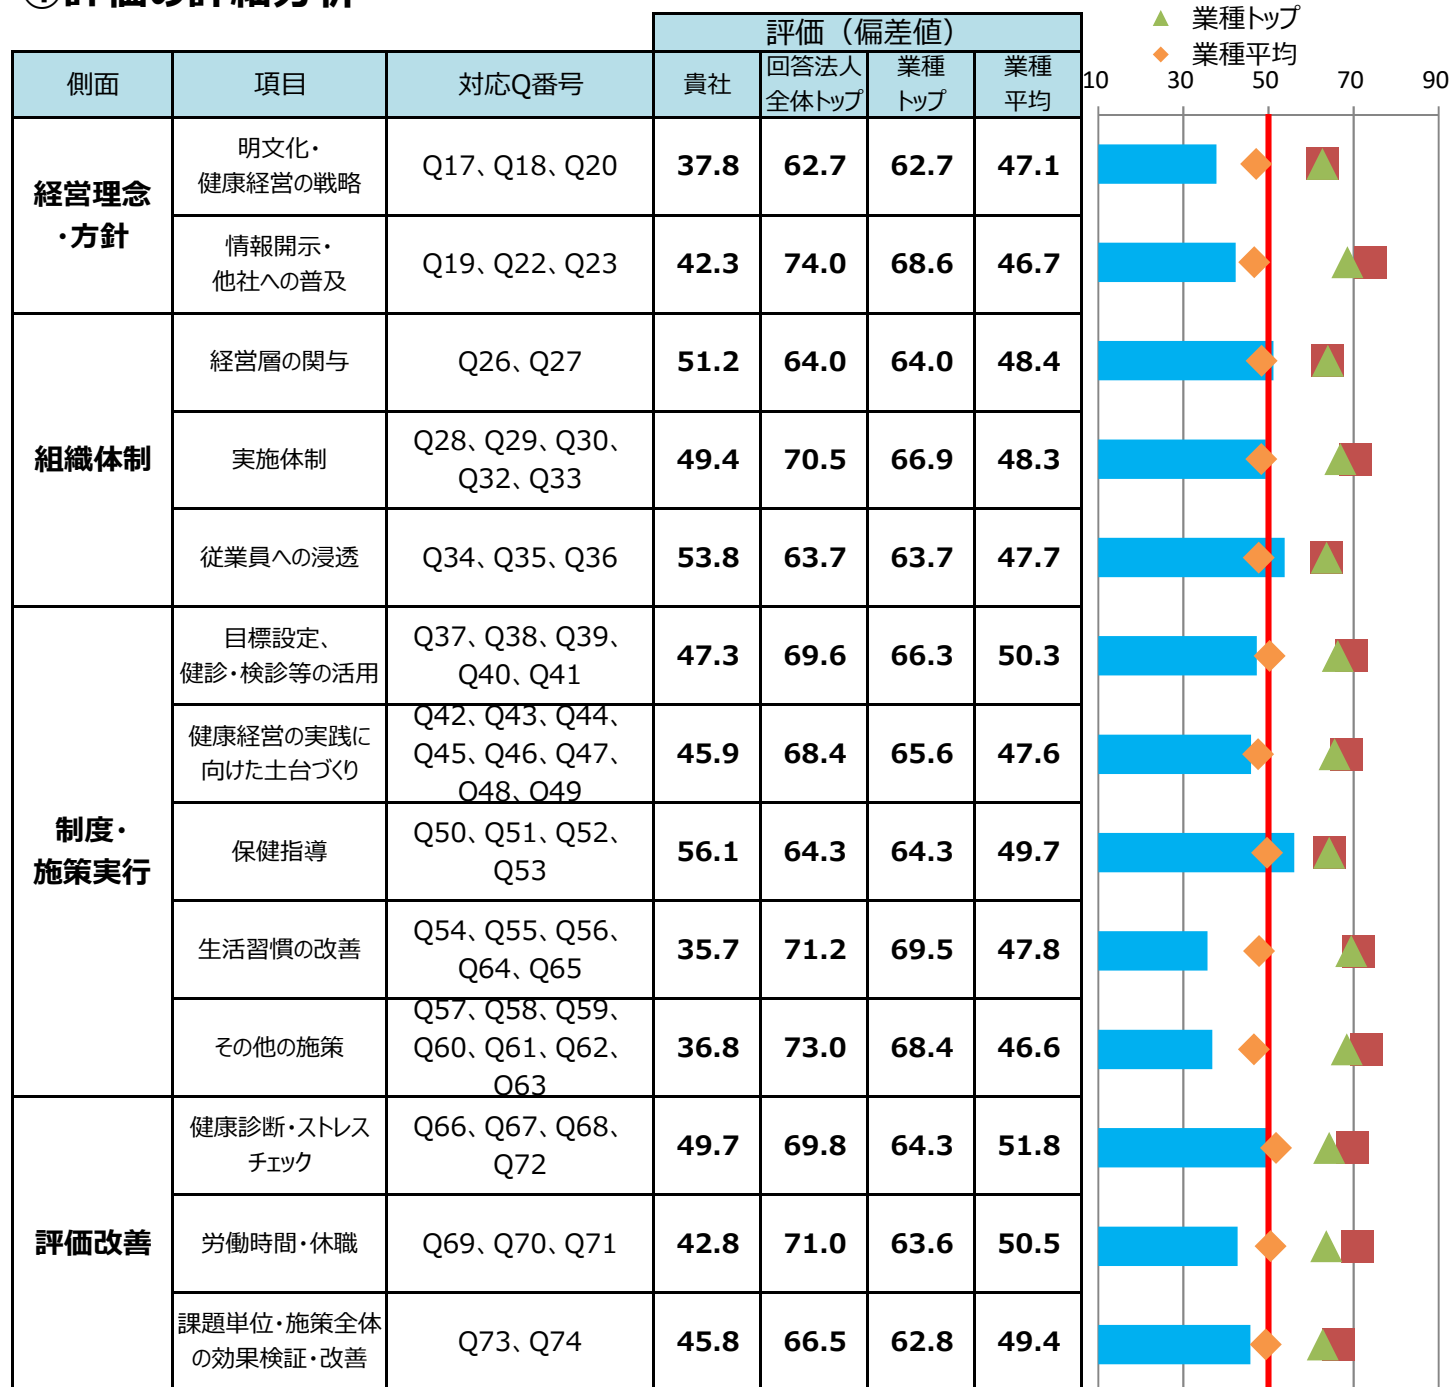 ①評価の詳細分析
▲ 業種トップ
◆ 業種平均
評価（偏差値）
側面 項目 対応Q番号 貴社 回答法人 業種 業種
全体トップ トップ 平均
10 30 50 70 90
経営理念
・方針
明文化・
健康経営の戦略
Q17、Q18、Q20 37.8 62.7 62.7 47.1
情報開示・
他社への普及
Q19、Q22、Q23 42.3 74.0 68.6 46.7
組織体制
経営層の関与 Q26、Q27 51.2 64.0 64.0 48.4
実施体制
Q28、Q29、Q30、
Q32、Q33
49.4 70.5 66.9 48.3
従業員への浸透 Q34、Q35、Q36 53.8 63.7 63.7 47.7
制度・
施策実行
目標設定、
健診・検診等の活用
Q37、Q38、Q39、
Q40、Q41
47.3 69.6 66.3 50.3
健康経営の実践に
向けた土台づくり
Q42、Q43、Q44、
Q45、Q46、Q47、
Q48、Q49
45.9 68.4 65.6 47.6
保健指導
Q50、Q51、Q52、
Q53
56.1 64.3 64.3 49.7
生活習慣の改善
Q54、Q55、Q56、
Q64、Q65
35.7 71.2 69.5 47.8
その他の施策
Q57、Q58、Q59、
Q60、Q61、Q62、
Q63
36.8 73.0 68.4 46.6
評価改善
健康診断・ストレス
チェック
Q66、Q67、Q68、
Q72
49.7 69.8 64.3 51.8
労働時間・休職 Q69、Q70、Q71 42.8 71.0 63.6 50.5
課題単位・施策全体
の効果検証・改善
Q73、Q74 45.8 66.5 62.8 49.4